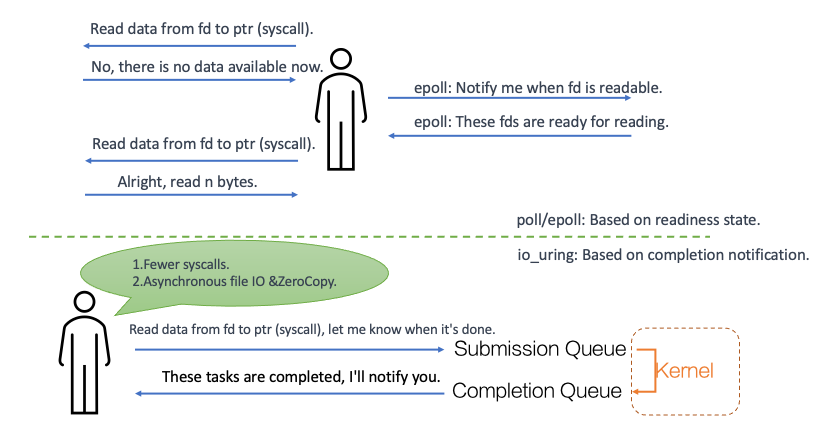 Read data from fd to ptr (syscall).
No, there is no data available now.
epoll: Notify me when fd is readable.
epoll: These fds are ready for reading.
Read data from fd to ptr (syscall).
Alright, read n bytes.
poll/epoll: Based on readiness state.
io_uring: Based on completion notification.
1.Fewer syscalls.
2.Asynchronous file IO &ZeroCopy.
Read data from fd to ptr (syscall), let me know when it's done.
Submission Queue
Kernel
These tasks are completed, I'll notify you.
Completion Queue